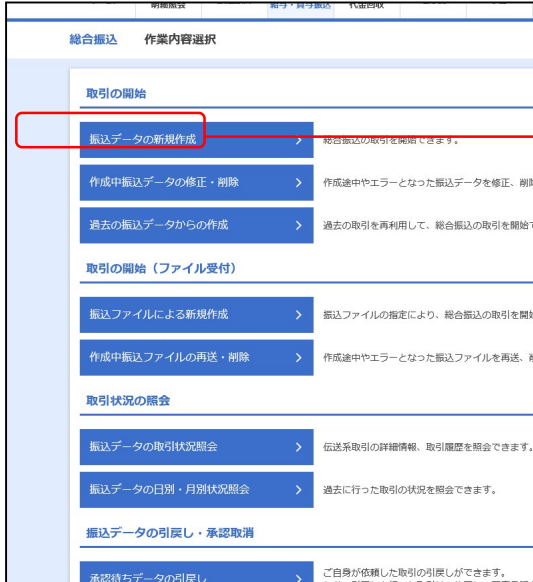 明細照会 給与・賞与振込 代金回収
総合振込 作業内容選択
取引の開始
振込データの新規作成 総合振込の取引を開始できます。
作成中振込データの修正・削除 作成途中やエラーとなった振込データを修正、削
過去の振込データからの作成 過去の取引を再利用して、総合振込の取引を開始
取引の開始（ファイル受付）
振込ファイルによる新規作成 振込ファイルの指定により、総合振込の取引を開
作成中振込ファイルの再送・削除 作成途中やエラーとなった振込ファイルを再送、
取引状況の照会
振込データの取引状況照会 伝送系取引の詳細情報、取引履歴を照会できます。
振込データの日別・月別状況照会 過去に行った取引の状況を照会できます。
振込データの引戻し・承認取消
承認待ちデータの引戻し ご自身が依頼した取引の引戻しができます。